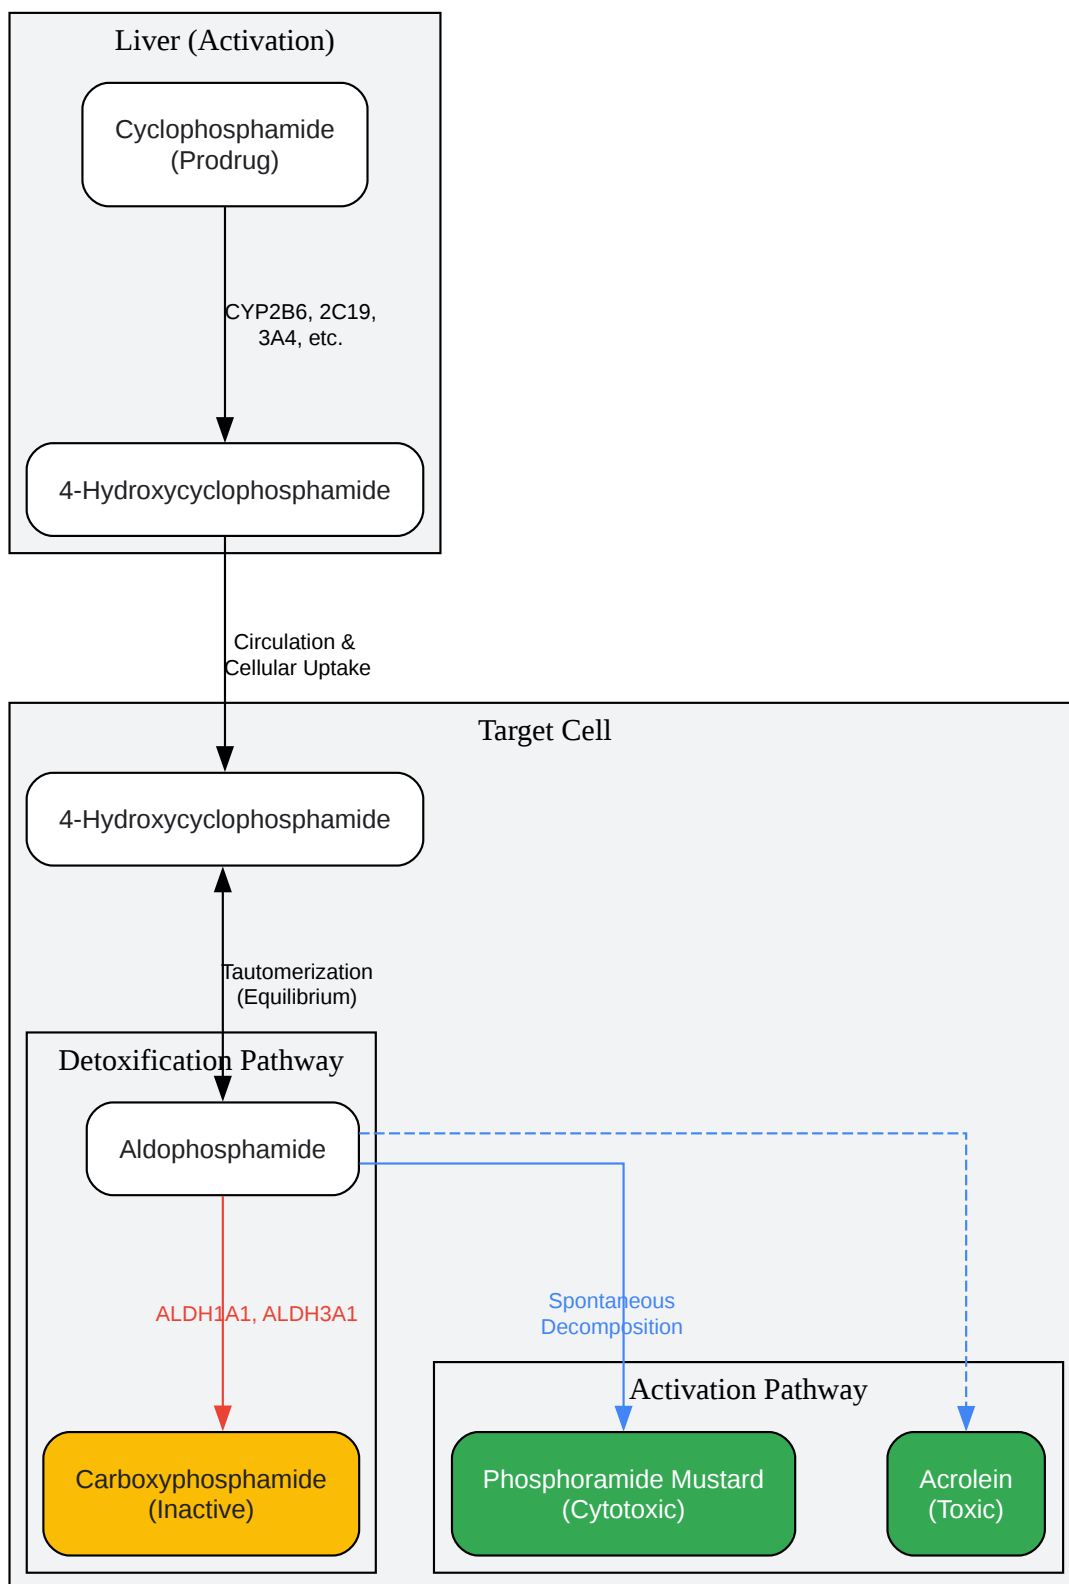 Liver (Activation)
Cyclophosphamide
(Prodrug)
CYP2B6, 2C19,
3A4, etc.
4-Hydroxycyclophosphamide
Circulation &
Cellular Uptake
Target Cell
4-Hydroxycyclophosphamide
Tautomerization
(Equilibrium)
Detoxification Pathway
Aldophosphamide
ALDH1A1, ALDH3A1
Spontaneous
Decomposition
Activation Pathway
Carboxyphosphamide
(Inactive)
Phosphoramide Mustard
(Cytotoxic)
Acrolein
(Toxic)